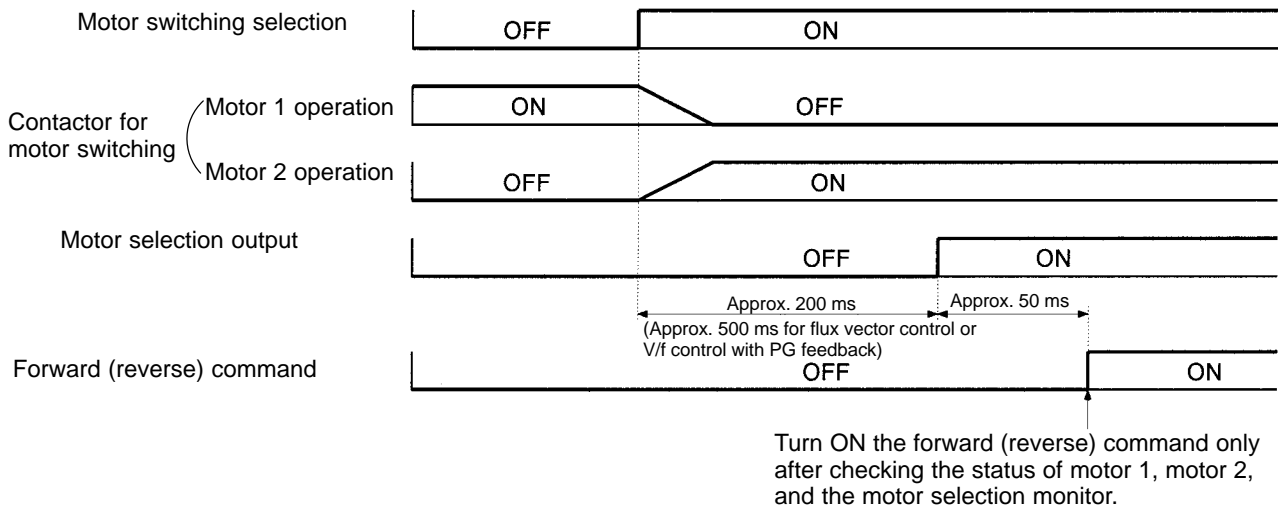 Motor switching selection
OFF
ON
Contactor for
motor switching
Motor 1 operation
ON
OFF
Motor 2 operation
OFF
ON
Motor selection output
OFF
ON
Approx. 200 ms
Approx. 50 ms
(Approx. 500 ms for flux vector control or
V/f control with PG feedback)
Forward (reverse) command
OFF
ON
Turn ON the forward (reverse) command only
after checking the status of motor 1, motor 2,
and the motor selection monitor.